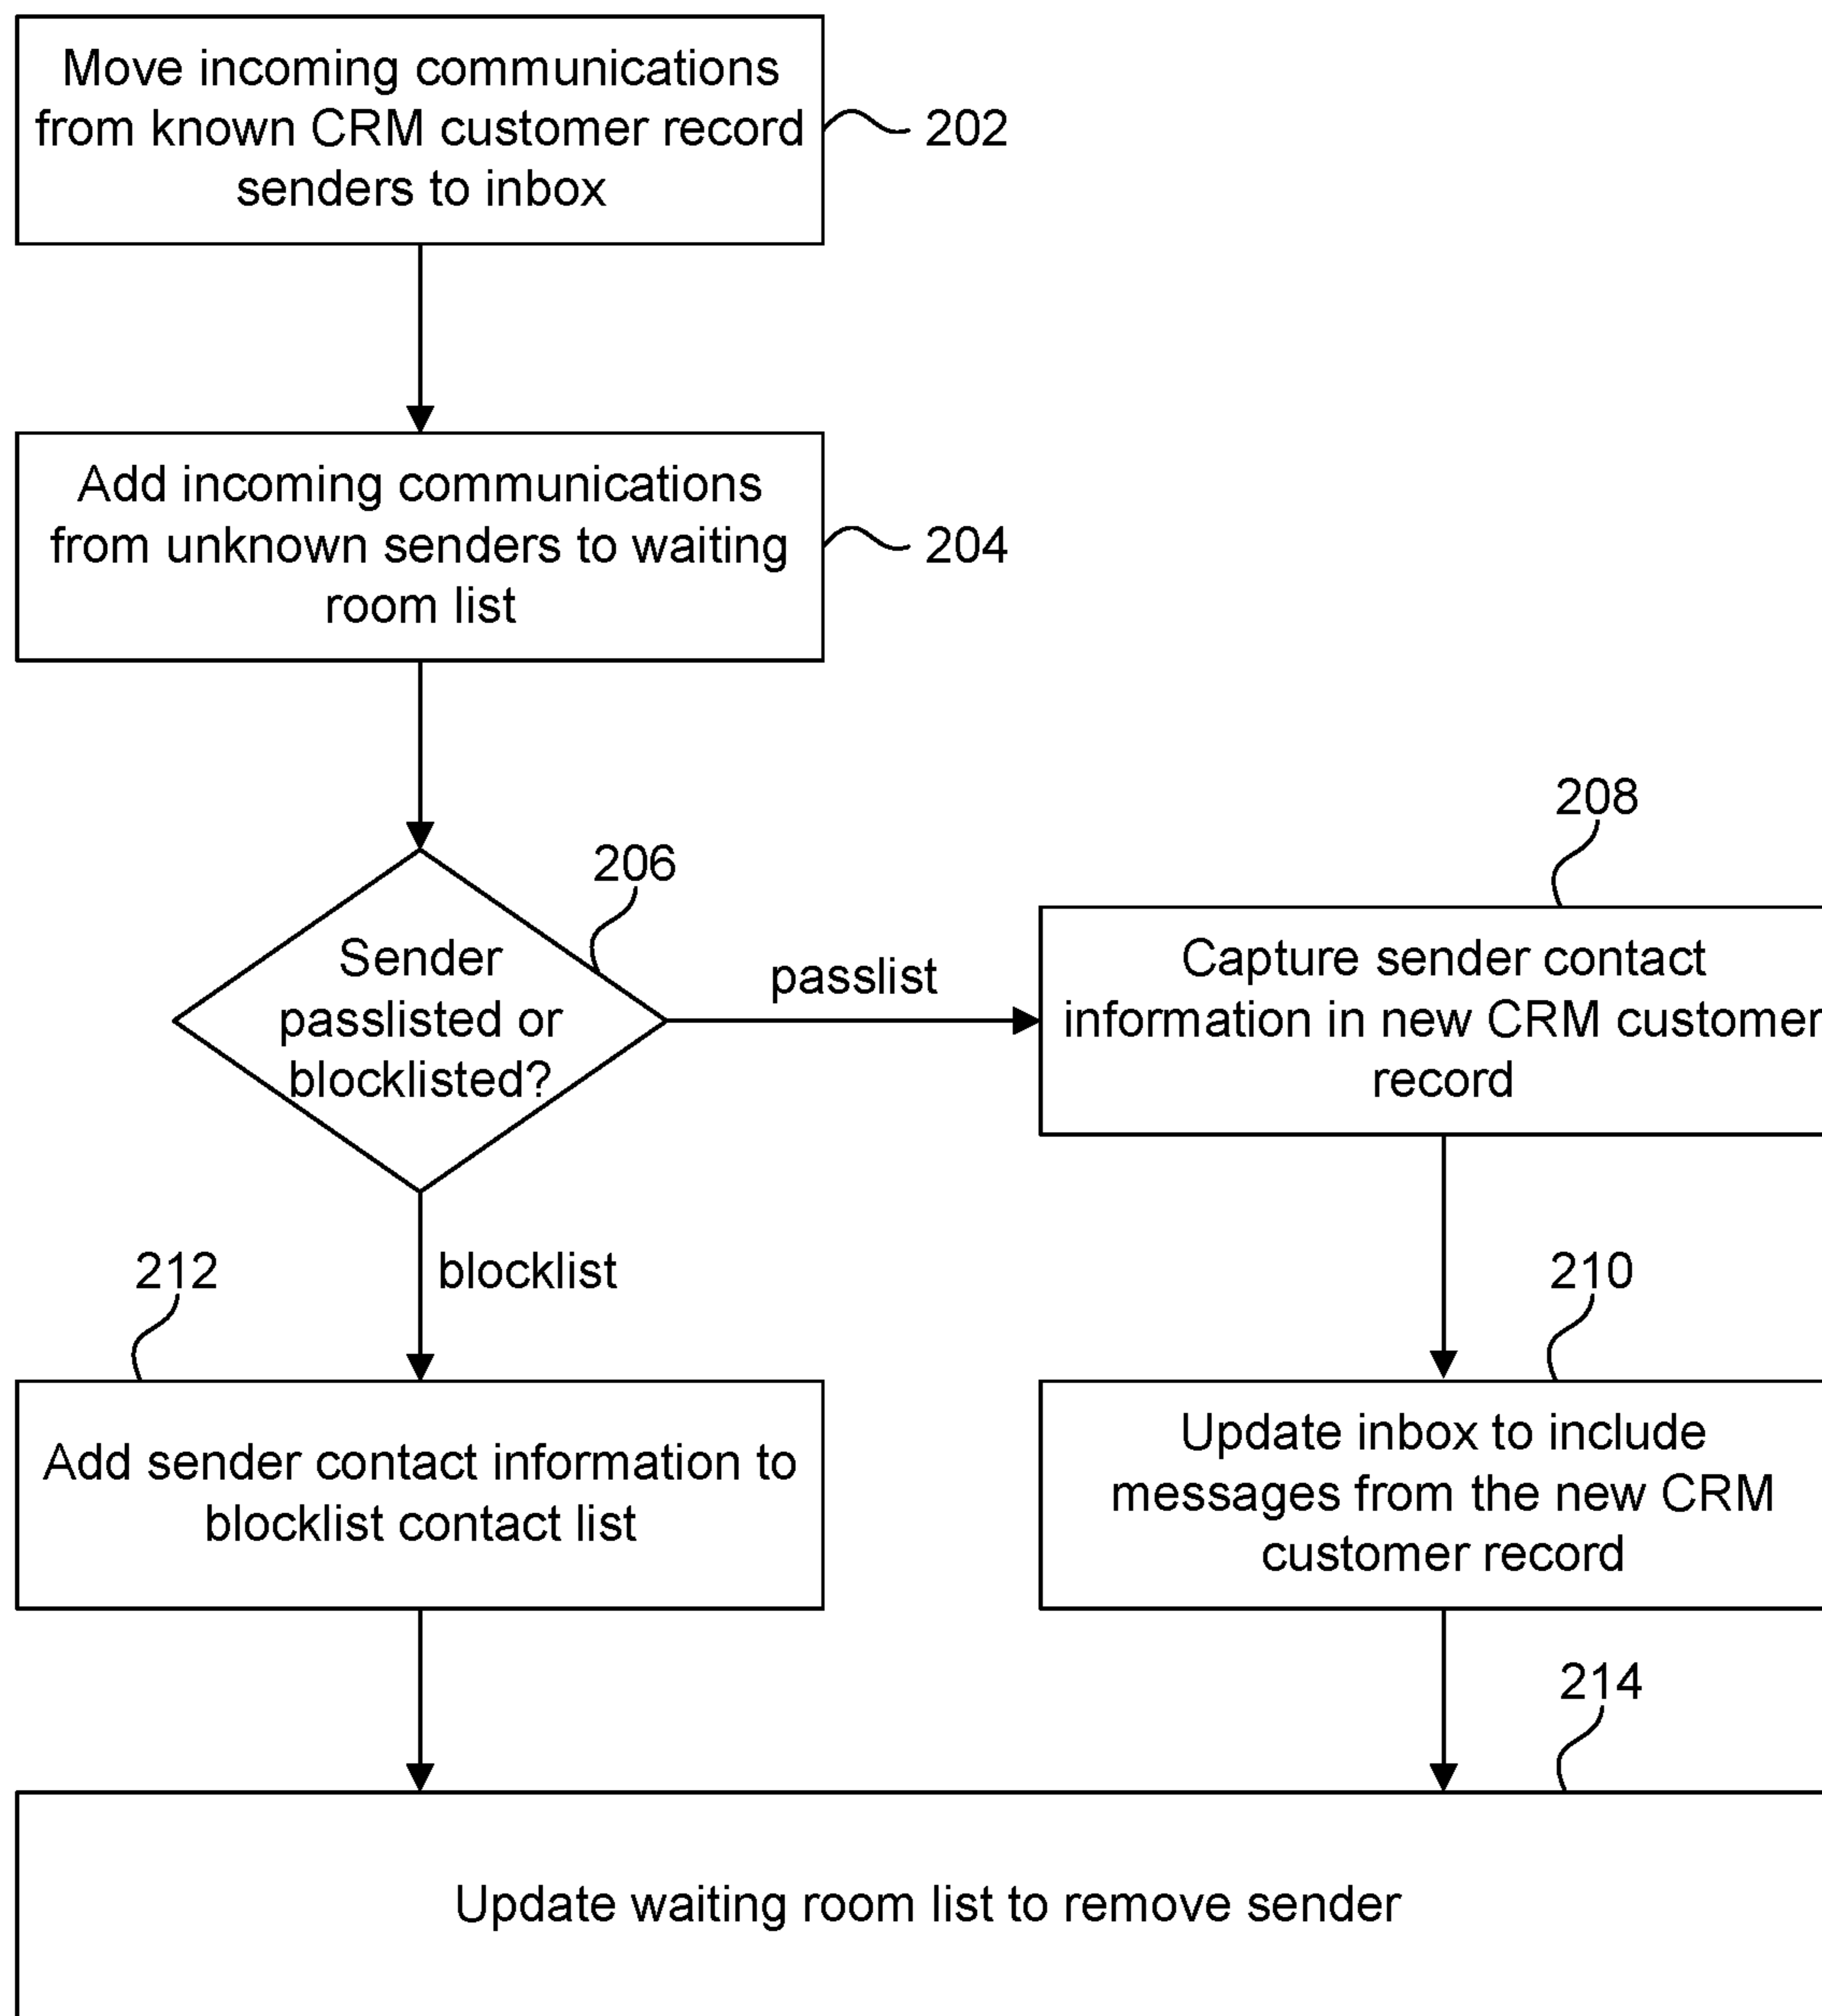 Move incoming communications
from known CRM customer record
senders to inbox
202
Add incoming communications
from unknown senders to waiting
room list
204
206
Sender
passlisted or
blocklisted?
passlist
208
Capture sender contact
information in new CRM customer
record
blocklist
212
Add sender contact information to
blocklist contact list
210
Update inbox to include
messages from the new CRM
customer record
214
Update waiting room list to remove sender